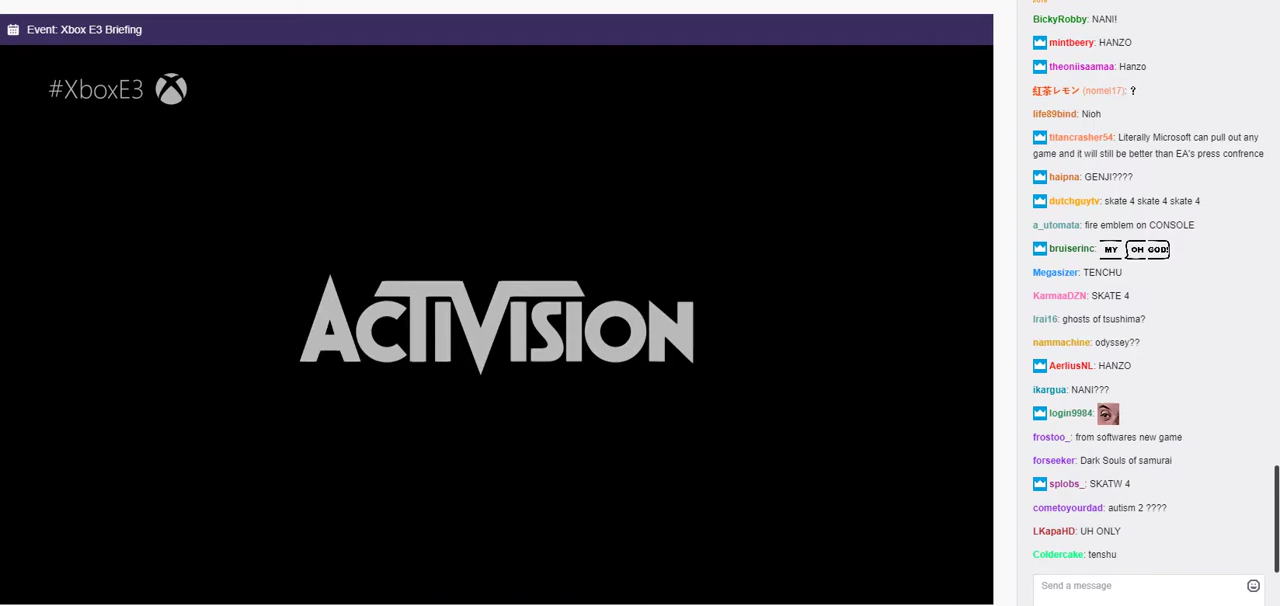 Event: Xbox E3 Briefing
#XboxE3
ACTIVISION
BickyRobby: NANI!
mintbeery: HANZO
theoniisaamaa: Hanzo
紅茶レモン (nomel17): ?
life89bind: Nioh
titancrasher54: Literally Microsoft can pull out any
game and it will still be better than EA's press confrence
haipna: GENJI????
dutchguytv: skate 4 skate 4 skate 4
a_utomata: fire emblem on CONSOLE
bruiserinc: MY OH GOD!
Megasizer: TENCHU
KarmaaDZN: SKATE 4
lrai16: ghosts of tsushima?
nammachine: odyssey??
AerliusNL: HANZO
ikargua: NANI???
login9984:
frostoo_: from softwares new game
forseeker: Dark Souls of samurai
splobs_: SKATW 4
cometoyourdad: autism 2 ????
LKapaHD: UH ONLY
Coldercake: tenshu
Send a message